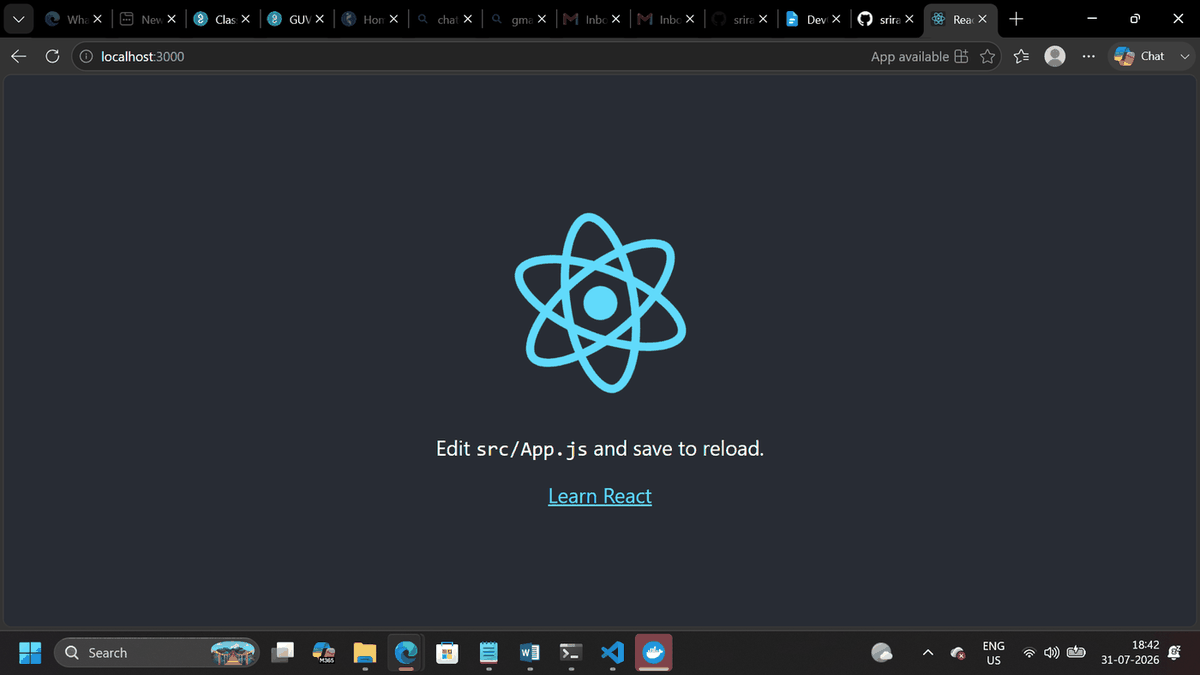 Wha
New
Clas
GUV
Hon
chat
gma
Inbo
Inbo
srira
Dev
srira
Reac
localhost:3000
App available
Chat
Edit src/App.js and save to reload.
Learn React
Search
M365
ENG
US
18:42
31-07-2026